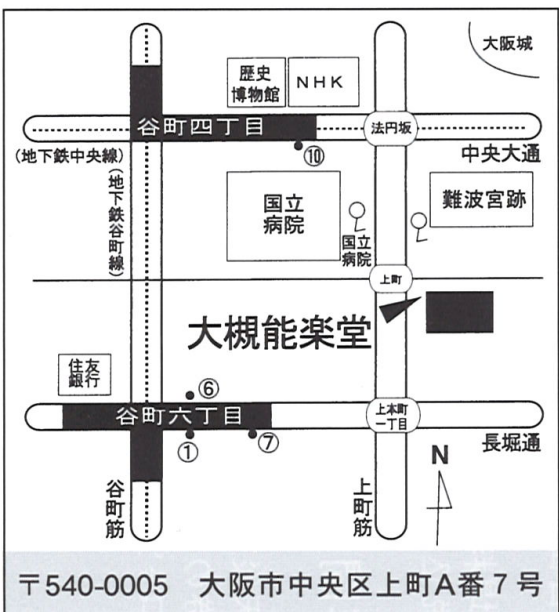 大阪城
歴史
博物館
NHK
谷町四丁目
法円坂
(地下鉄中央線)
中央大通
⑩
(地下鉄谷町線)
国立
病院
国立
病院
難波宮跡
上町
大槻能楽堂
住友
銀行
⑥
谷町六丁目
上本町
一丁目
①
⑦
長堀通
N
谷町筋
上町筋
〒540-0005 大阪市中央区上町A番7号